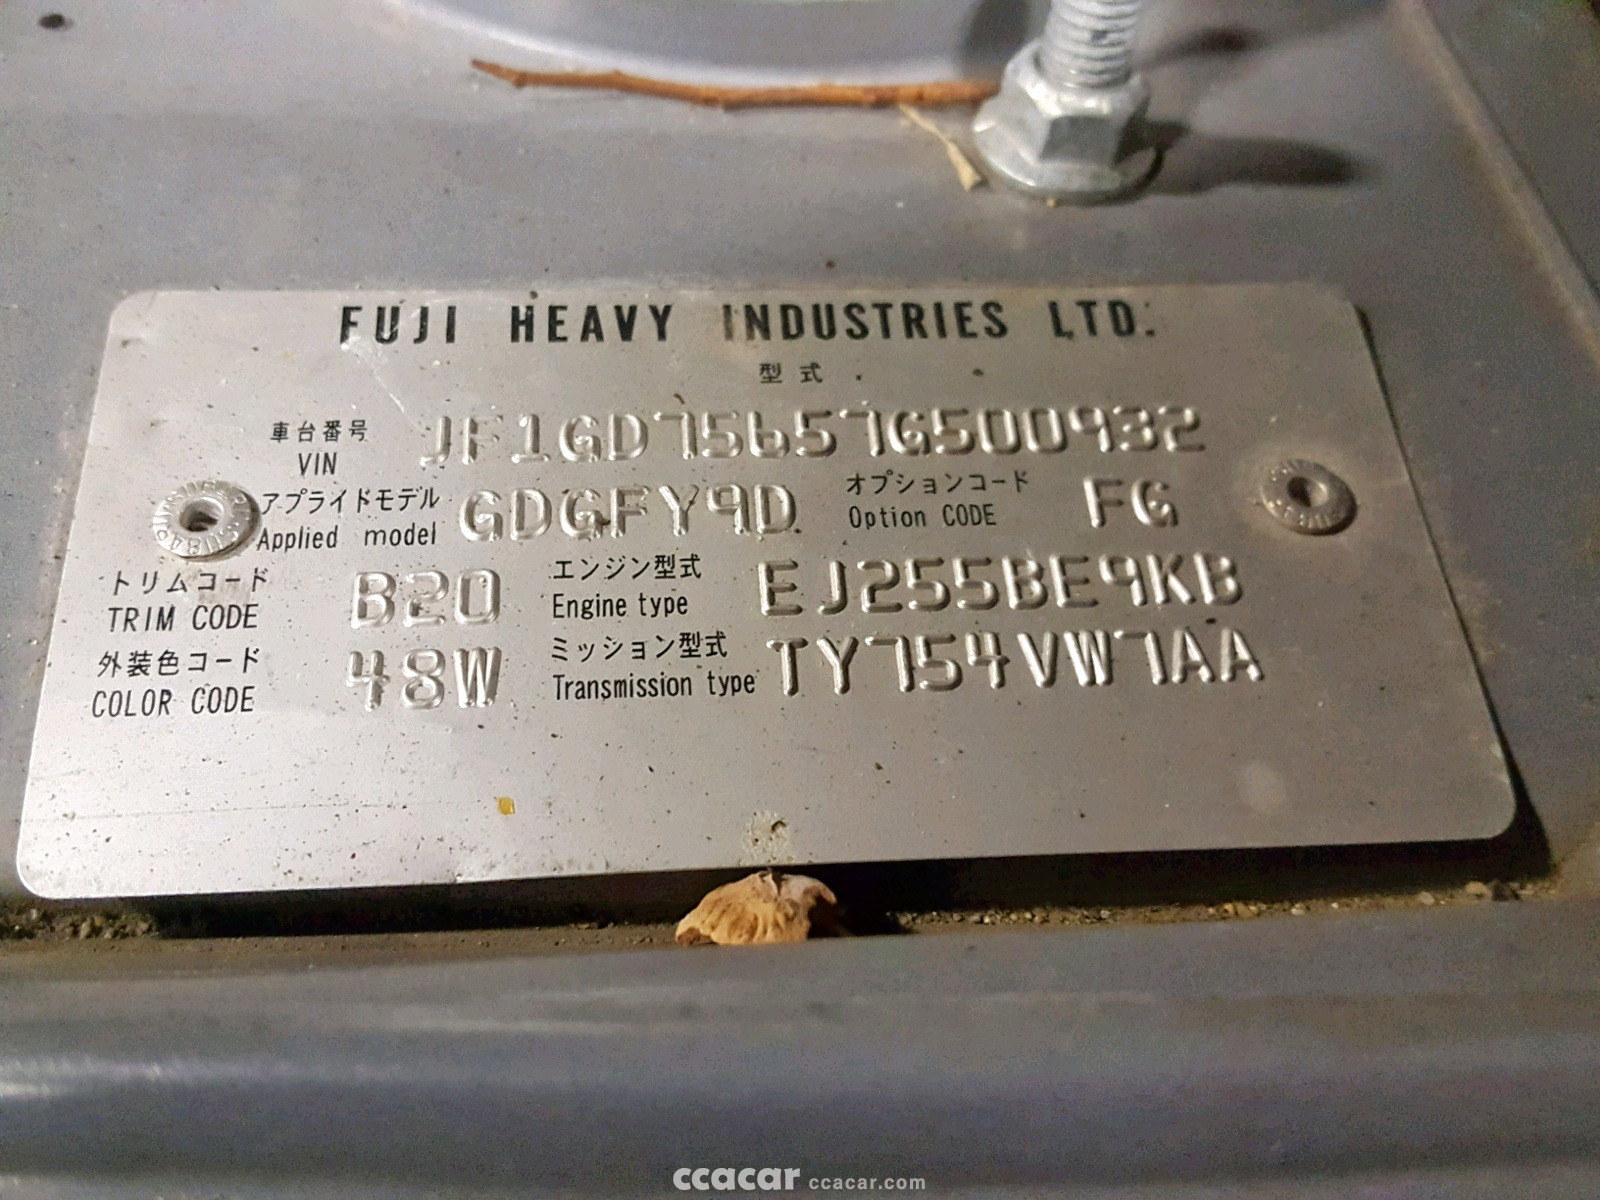 FUJI HEAVY INDUSTRIES LTD.
型式
車台番号
VIN
JF1GD75657G500932
アプライドモデル
Applied model
GDGFY9D
オプションコード
Option CODE
FG
トリムコード
TRIM CODE
B20
エンジン型式
Engine type
EJ255BE9KB
外装色コード
COLOR CODE
48W
ミッション型式
Transmission type
TY754VW7AA
ccacar ccacar.com